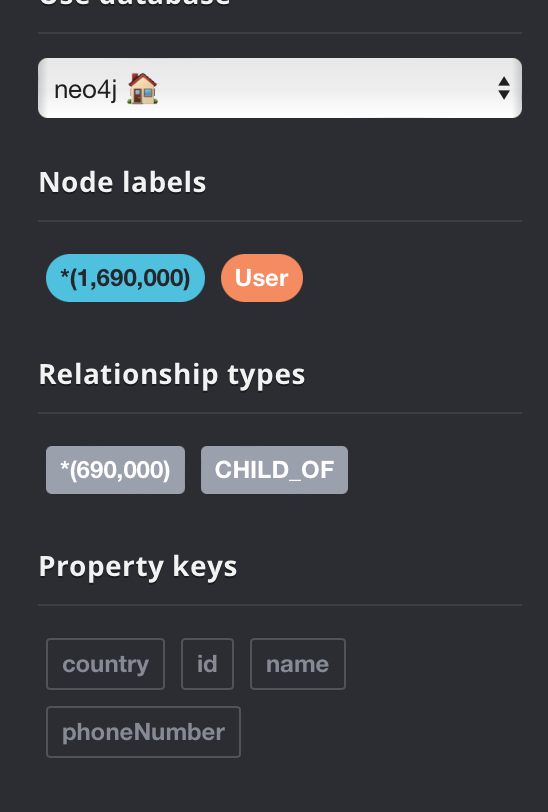 Use database
neo4j
Node labels
*(1,690,000) User
Relationship types
*(690,000) CHILD_OF
Property keys
country id name
phoneNumber